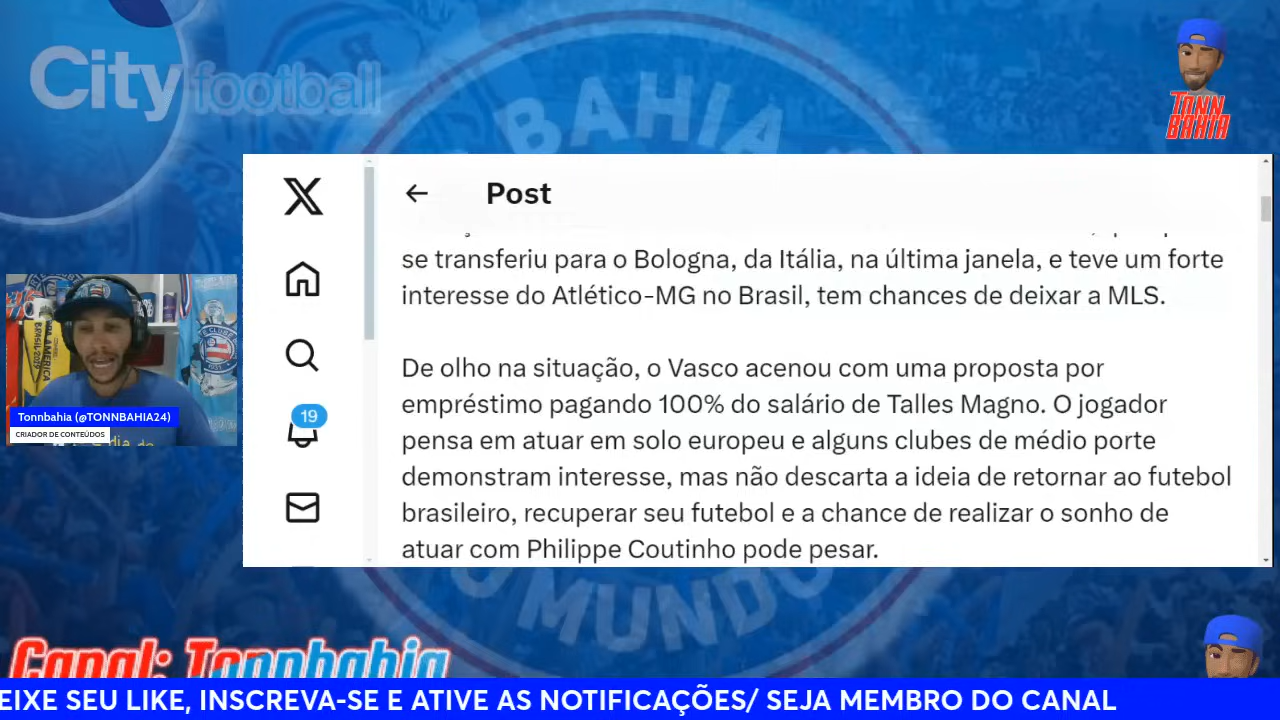 City football
BAHIA
TONN
BAHIA
Post
se transferiu para o Bologna, da Itália, na última janela, e teve um forte
interesse do Atlético-MG no Brasil, tem chances de deixar a MLS.
De olho na situação, o Vasco acenou com uma proposta por
empréstimo pagando 100% do salário de Talles Magno. O jogador
pensa em atuar em solo europeu e alguns clubes de médio porte
demonstram interesse, mas não descarta a ideia de retornar ao futebol
brasileiro, recuperar seu futebol e a chance de realizar o sonho de
atuar com Philippe Coutinho pode pesar.
19
Tonnbahia (@TONNBAHIA24)
CRIADOR DE CONTEÚDOS
O MUNDO
Canal: Tonnbahia
EIXE SEU LIKE, INSCREVA-SE E ATIVE AS NOTIFICAÇÕES/ SEJA MEMBRO DO CANAL